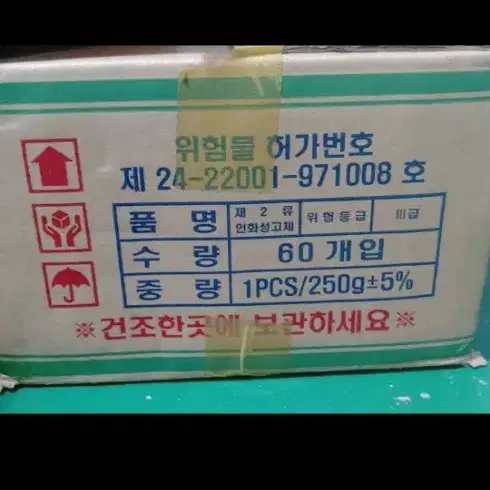 위험물 허가번호
제 24-22001-971008 호
품 명 제 2 류 인화성고체 위험등급 Ⅲ급
수 량 60 개입
중 량 1PCS/250g±5%
※건조한곳에 보관하세요※